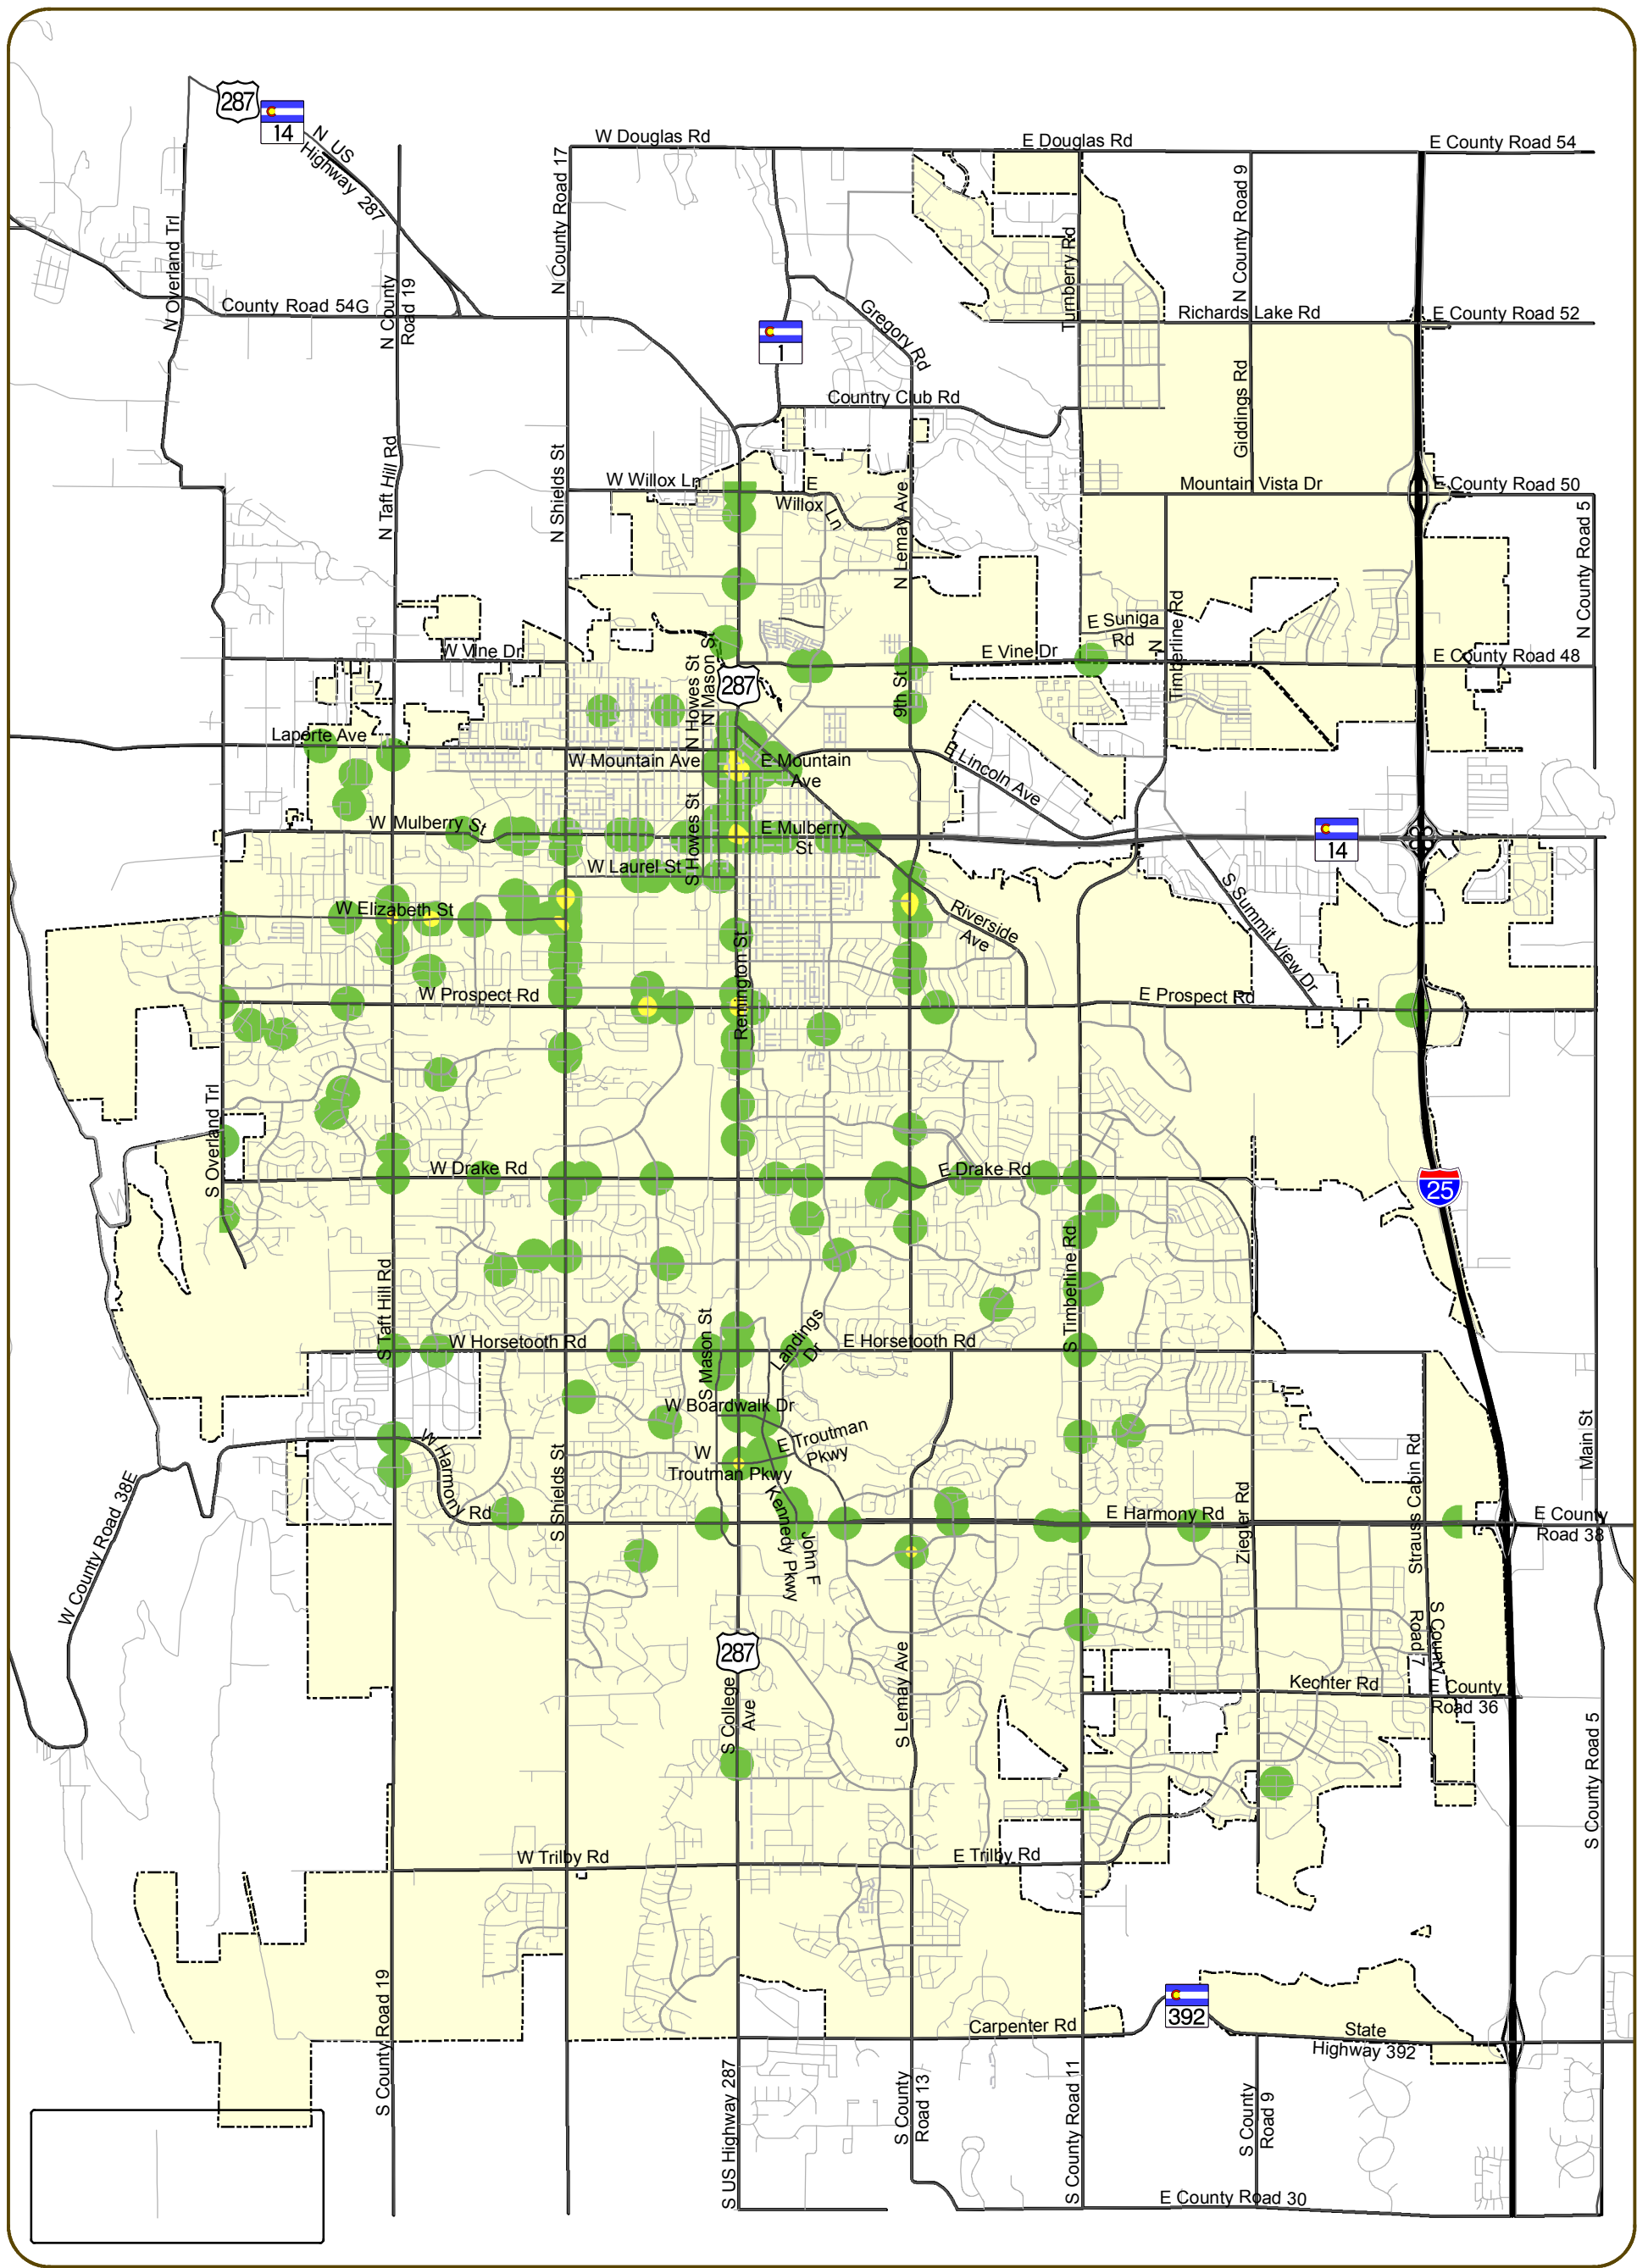 287
14
N US
Highway 287
W Douglas Rd
E Douglas Rd
E County Road 54
N County Road 17
N County Road 9
N Overland Trl
Turnberry Rd
County Road 54G
N County
Road 19
Gregory Rd
Richards Lake Rd
E County Road 52
1
Country Club Rd
Giddings Rd
N Taft Hill Rd
N Shields St
W Willox Ln
E
Willox
Ln
N Lemay Ave
Mountain Vista Dr
E County Road 50
N County Road 5
E Suniga
Rd
N
Timberline Rd
W Vine Dr
E Vine Dr
E County Road 48
N Howes St
N Mason St
287
9th St
Laporte Ave
W Mountain Ave
E Mountain
Ave
E Lincoln Ave
W Mulberry St
E Mulberry
St
S Howes St
14
W Laurel St
S Summit View Dr
W Elizabeth St
Riverside
Ave
Remington St
W Prospect Rd
E Prospect Rd
S Overland Trl
W Drake Rd
E Drake Rd
25
S Taft Hill Rd
S Timberline Rd
S Mason St
Landings
Dr
W Horsetooth Rd
E Horsetooth Rd
W Boardwalk Dr
E Troutman
Pkwy
W
Troutman Pkwy
W Harmony
Rd
S Shields St
Kennedy Pkwy
John F
E Harmony Rd
Ziegler Rd
Strauss Cabin Rd
Main St
E County
Road 38
W County Road 38E
287
S County
Road 7
S College
Ave
S Lemay Ave
Kechter Rd
E County
Road 36
S County Road 5
W Trilby Rd
E Trilby Rd
S County Road 19
392
Carpenter Rd
State
Highway 392
S US Highway 287
S County
Road 13
S County Road 11
S County
Road 9
E County Road 30